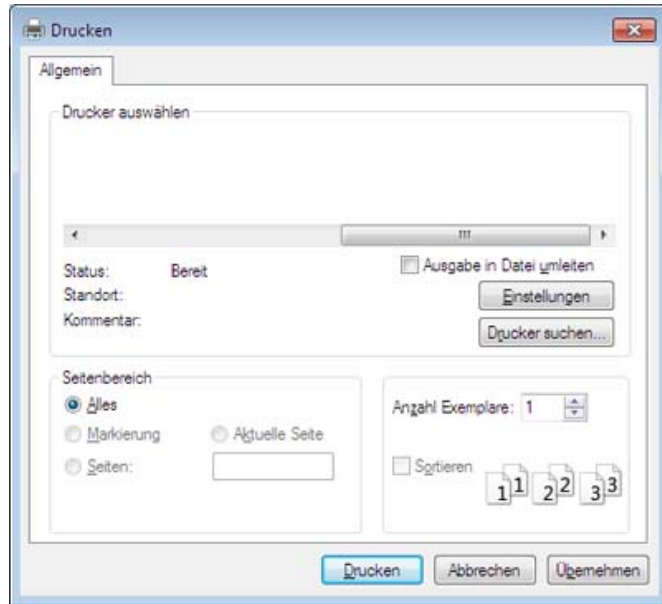 Drucken
Allgemein
Drucker auswählen
Status: Bereit
Ausgabe in Datei umleiten
Standort:
Einstellungen
Kommentar:
Drucker suchen...
Seitenbereich
Alles
Markierung
Aktuelle Seite
Seiten:
Anzahl Exemplare: 1
Sortieren
1 1 2 2 3 3
Drucken Abbrechen Übernehmen